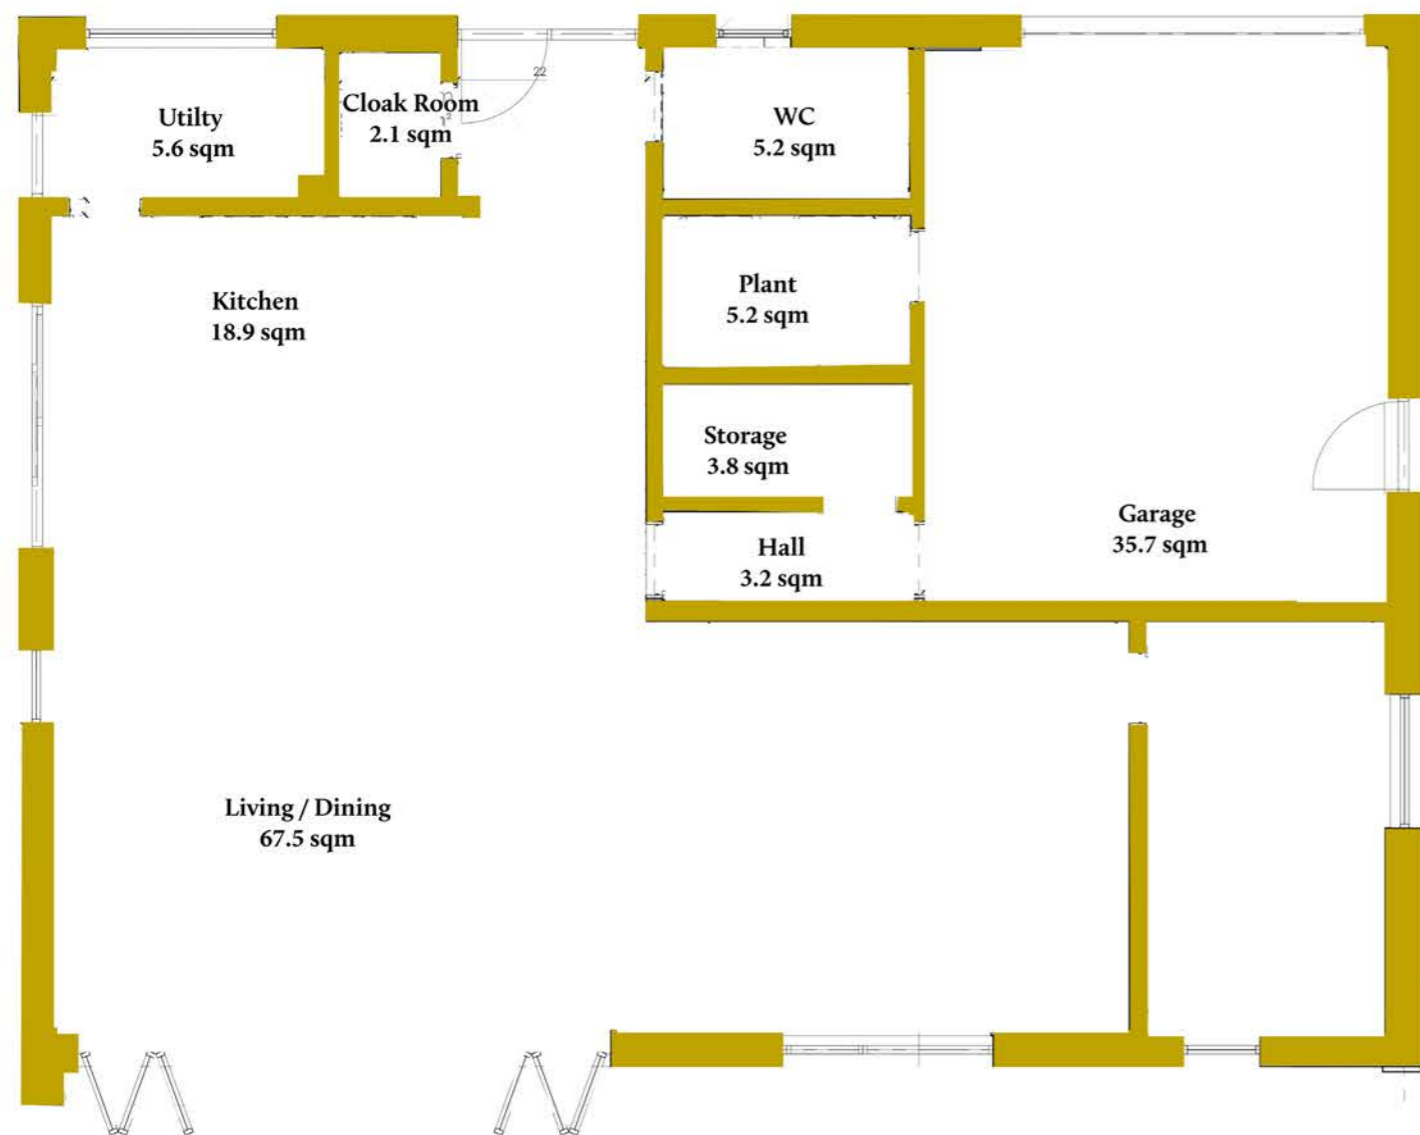 Utilty
5.6 sqm
Cloak Room
2.1 sqm
22
WC
5.2 sqm
Kitchen
18.9 sqm
Plant
5.2 sqm
Storage
3.8 sqm
Hall
3.2 sqm
Garage
35.7 sqm
Living / Dining
67.5 sqm